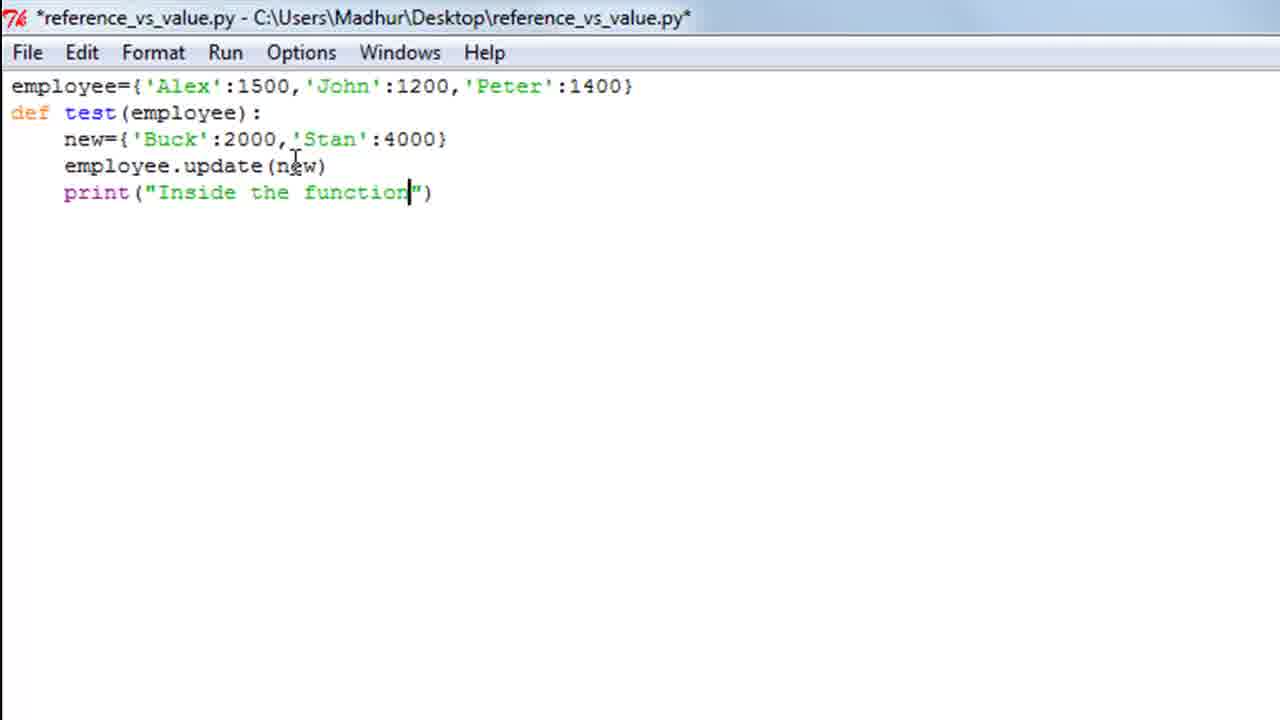 *reference_vs_value.py - C:\Users\Madhur\Desktop\reference_vs_value.py*
File Edit Format Run Options Windows Help
employee={'Alex':1500,'John':1200,'Peter':1400}
def test(employee):
    new={'Buck':2000,'Stan':4000}
    employee.update(new)
    print("Inside the function")